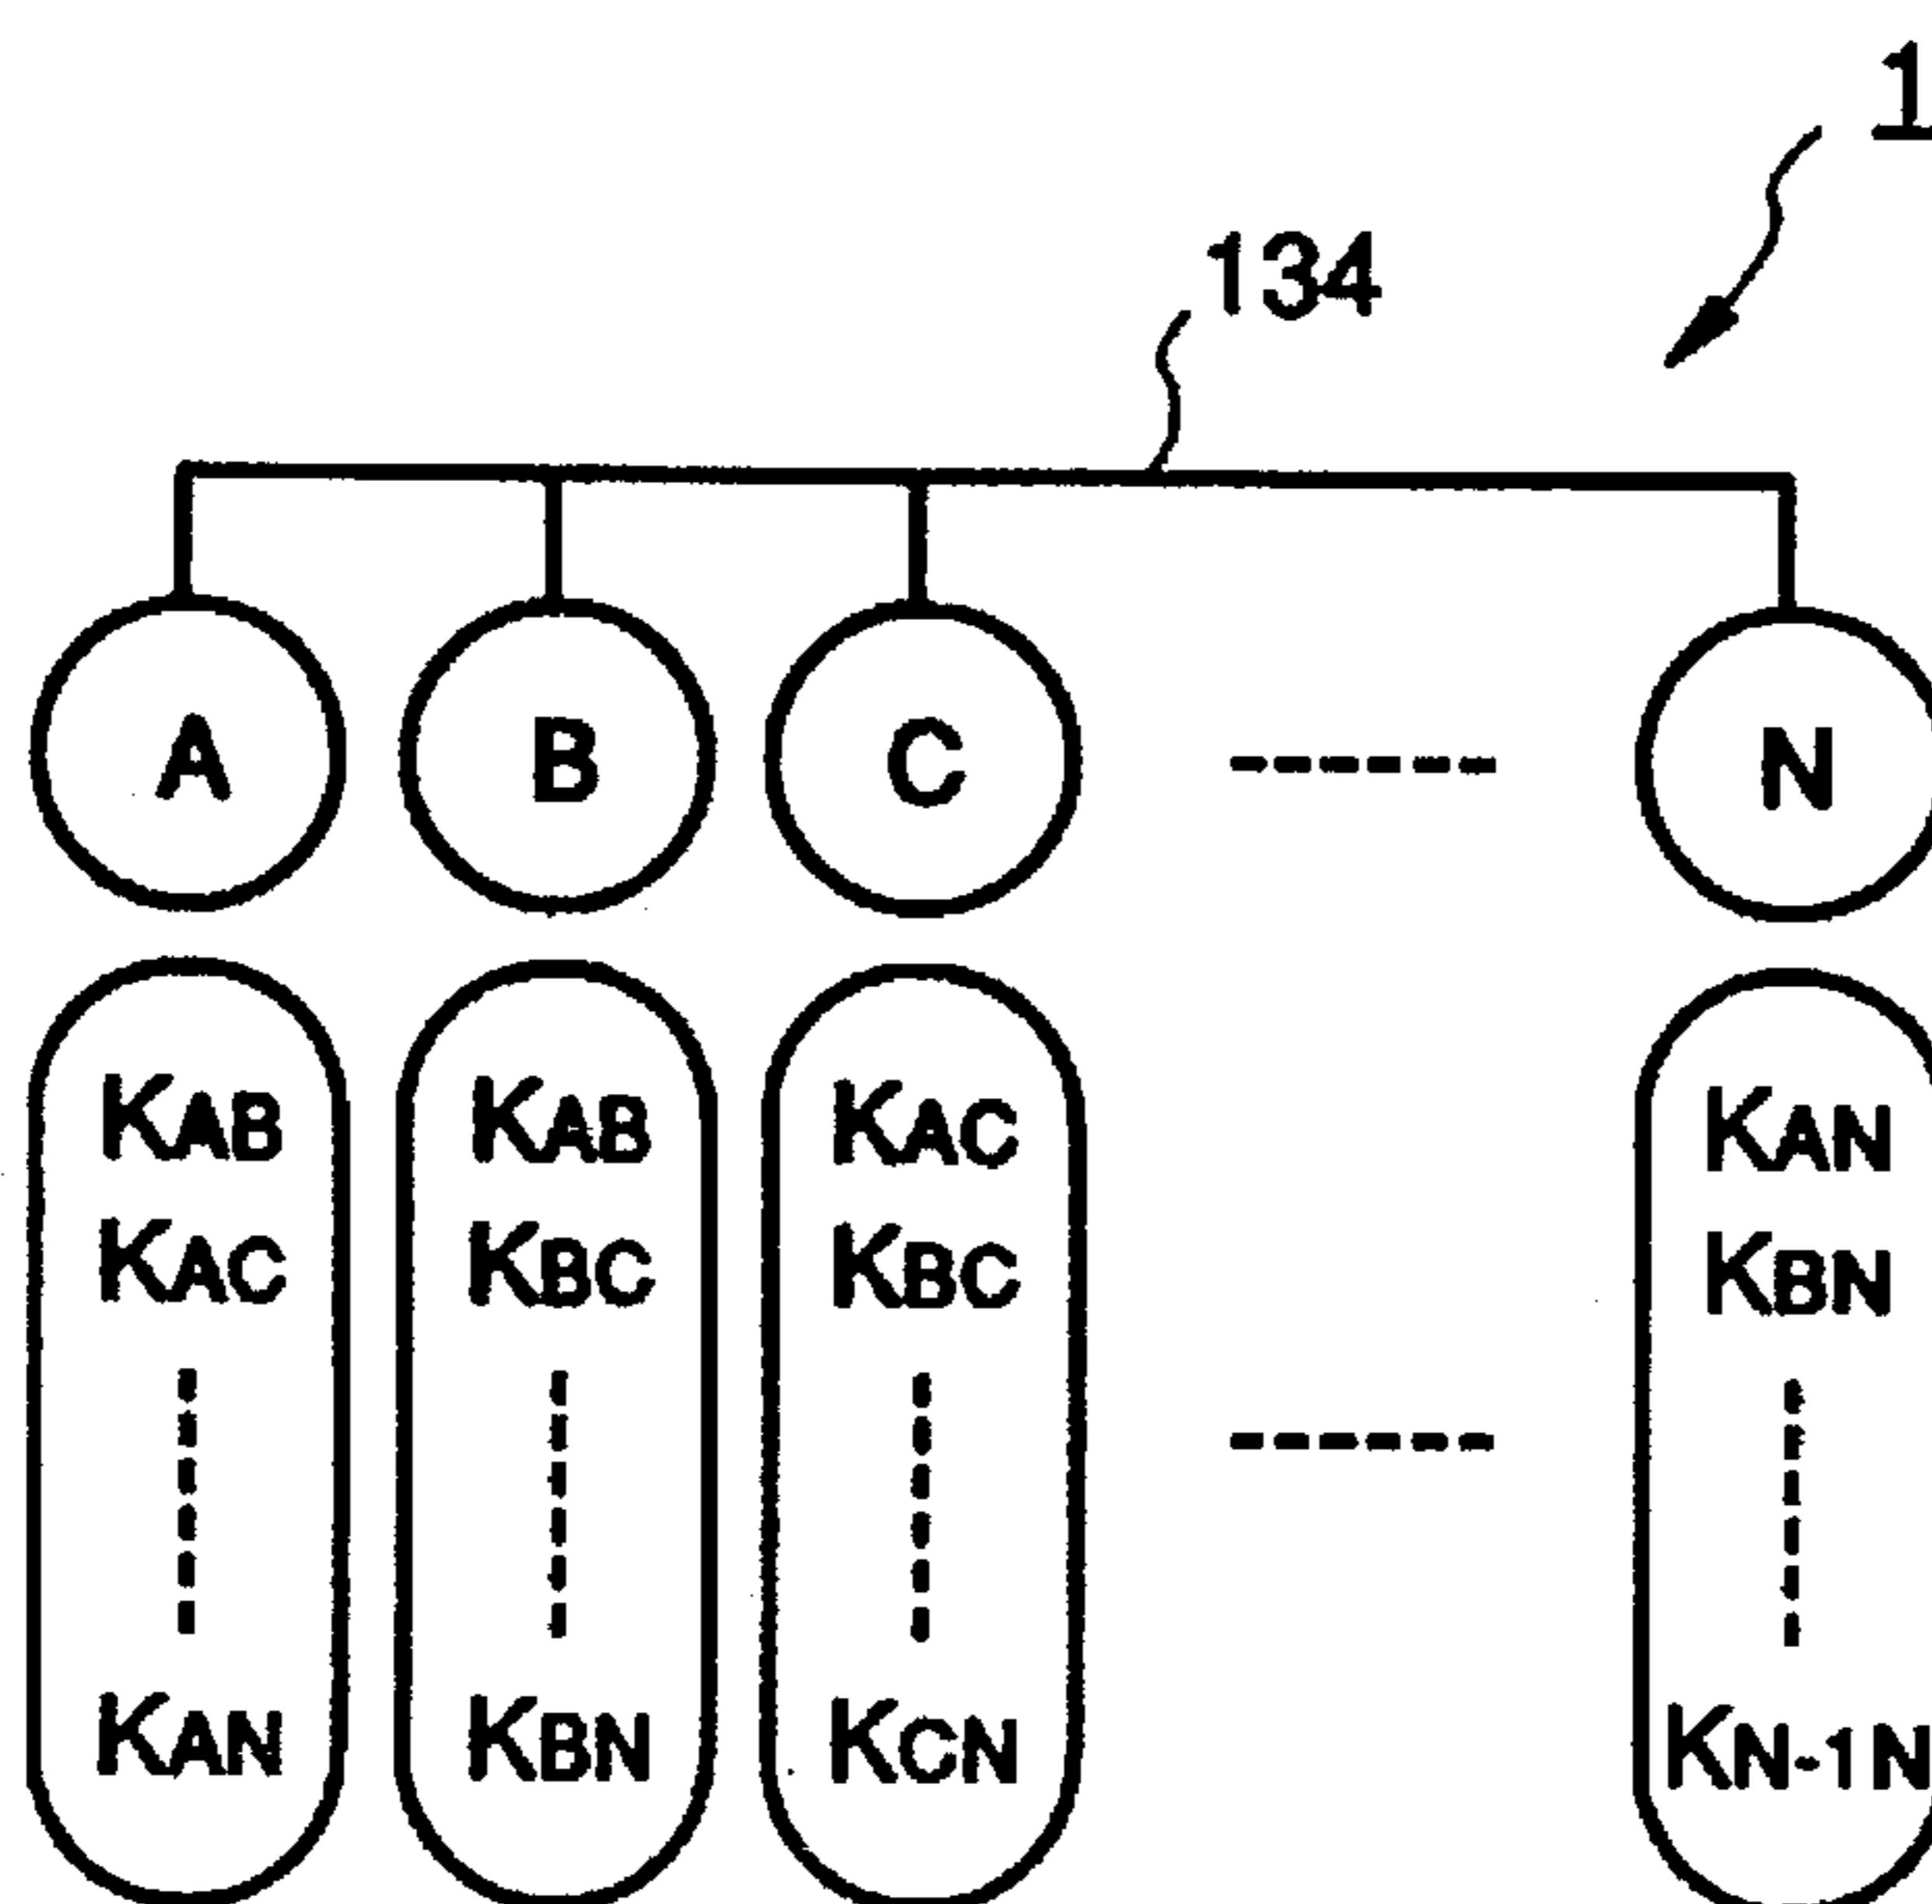 134
A B C N
KAB KAB KAC KAN
KAC KBC KBC KBN
KAN KBN KCN KN-1N